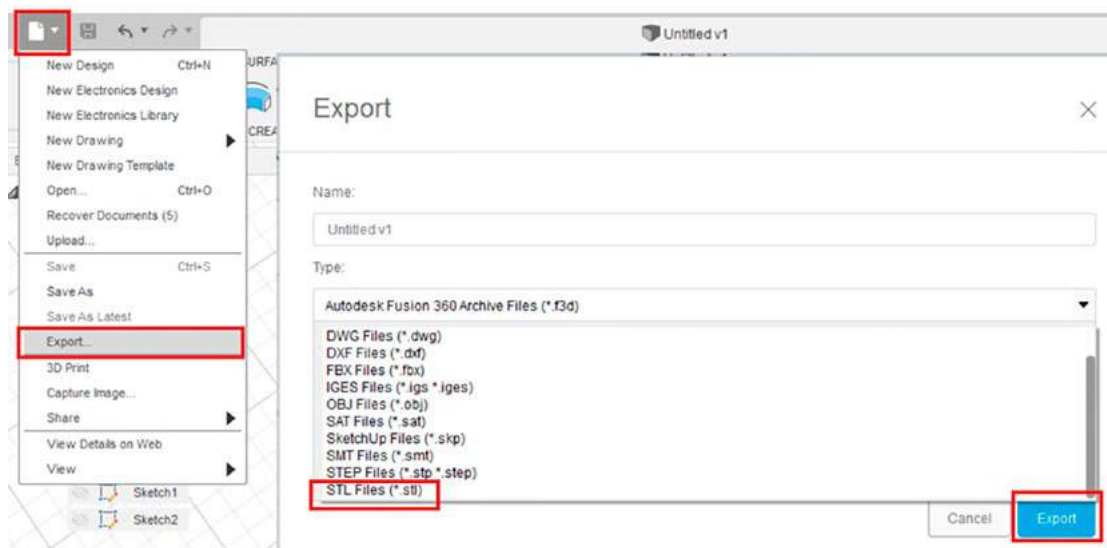 Untitled v1
New Design Ctrl+N
New Electronics Design
New Electronics Library
New Drawing
New Drawing Template
Open... Ctrl+O
Recover Documents (5)
Upload...
Save Ctrl+S
Save As
Save As Latest
Export...
3D Print
Capture Image...
Share
View Details on Web
View
Sketch1
Sketch2
URFA
CREA
Export
Name:
Untitled v1
Type:
Autodesk Fusion 360 Archive Files (*.f3d)
DWG Files (*.dwg)
DXF Files (*.dxf)
FBX Files (*.fbx)
IGES Files (*.igs *.iges)
OBJ Files (*.obj)
SAT Files (*.sat)
SketchUp Files (*.skp)
SMT Files (*.smt)
STEP Files (*.stp *.step)
STL Files (*.stl)
Cancel
Export